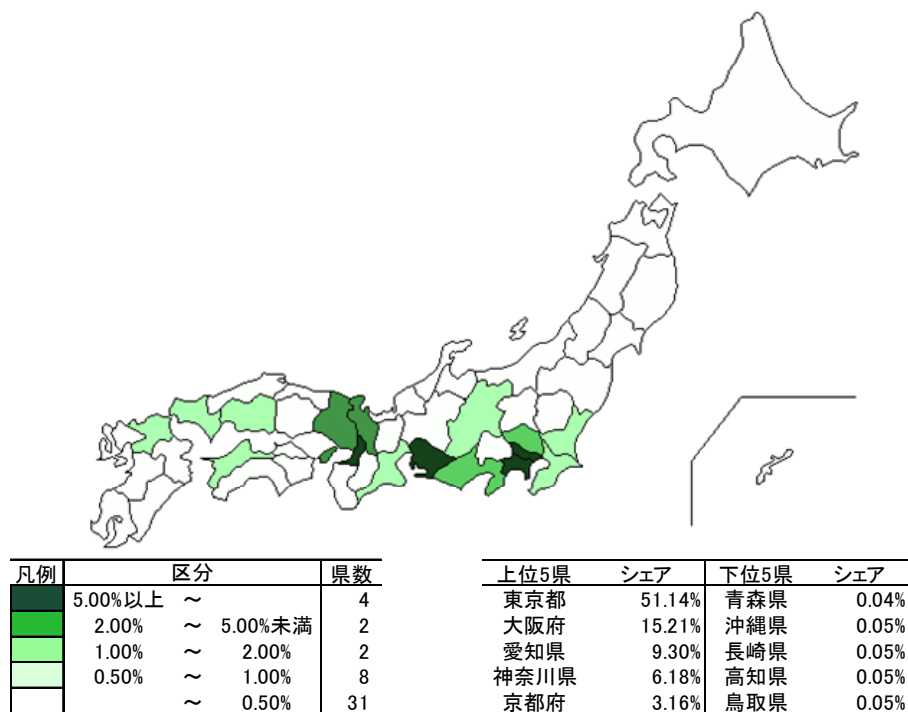 凡例 区分 県数
5.00%以上 ～ 4
2.00% ～ 5.00%未満 2
1.00% ～ 2.00% 2
0.50% ～ 1.00% 8
～ 0.50% 31
上位5県 シェア 下位5県 シェア
東京都 51.14% 青森県 0.04%
大阪府 15.21% 沖縄県 0.05%
愛知県 9.30% 長崎県 0.05%
神奈川県 6.18% 高知県 0.05%
京都府 3.16% 鳥取県 0.05%